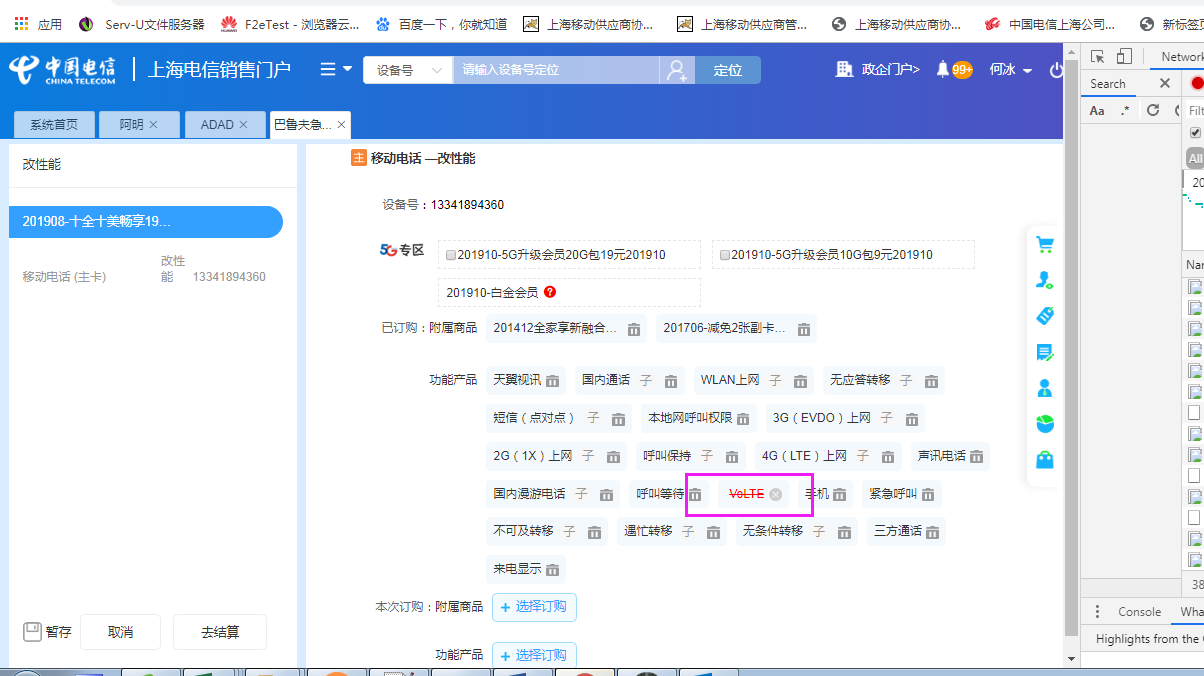 应用 Serv-U文件服务器 F2eTest - 浏览器云... 百度一下，你就知道 上海移动供应商协... 上海移动供应商管... 上海移动供应商协... 中国电信上海公司... 新标签页
中国电信 CHINA TELECOM 上海电信销售门户 设备号 请输入设备号定位 定位 政企门户> 99+ 何冰
系统首页 阿明 × ADAD × 巴鲁夫急... ×
改性能
201908-十全十美畅享19...
移动电话 (主卡) 改性能 13341894360
暂存 取消 去结算
主 移动电话 —改性能
设备号：13341894360
5G专区 201910-5G升级会员20G包19元201910 201910-5G升级会员10G包9元201910
201910-白金会员 ?
已订购：附属商品 201412全家享新融合... 201706-减免2张副卡...
功能产品 天翼视讯 国内通话 子 WLAN上网 子 无应答转移 子
短信（点对点） 子 本地网呼叫权限 3G（EVDO）上网 子
2G（1X）上网 子 呼叫保持 子 4G（LTE）上网 子 声讯电话
国内漫游电话 子 呼叫等待 VoLTE 手机 紧急呼叫
不可及转移 子 遇忙转移 子 无条件转移 子 三方通话
来电显示
本次订购：附属商品 + 选择订购
功能产品 + 选择订购
Network
Search ×
Aa .* Filt
All
20
Nan
38
Console Wha
Highlights from the